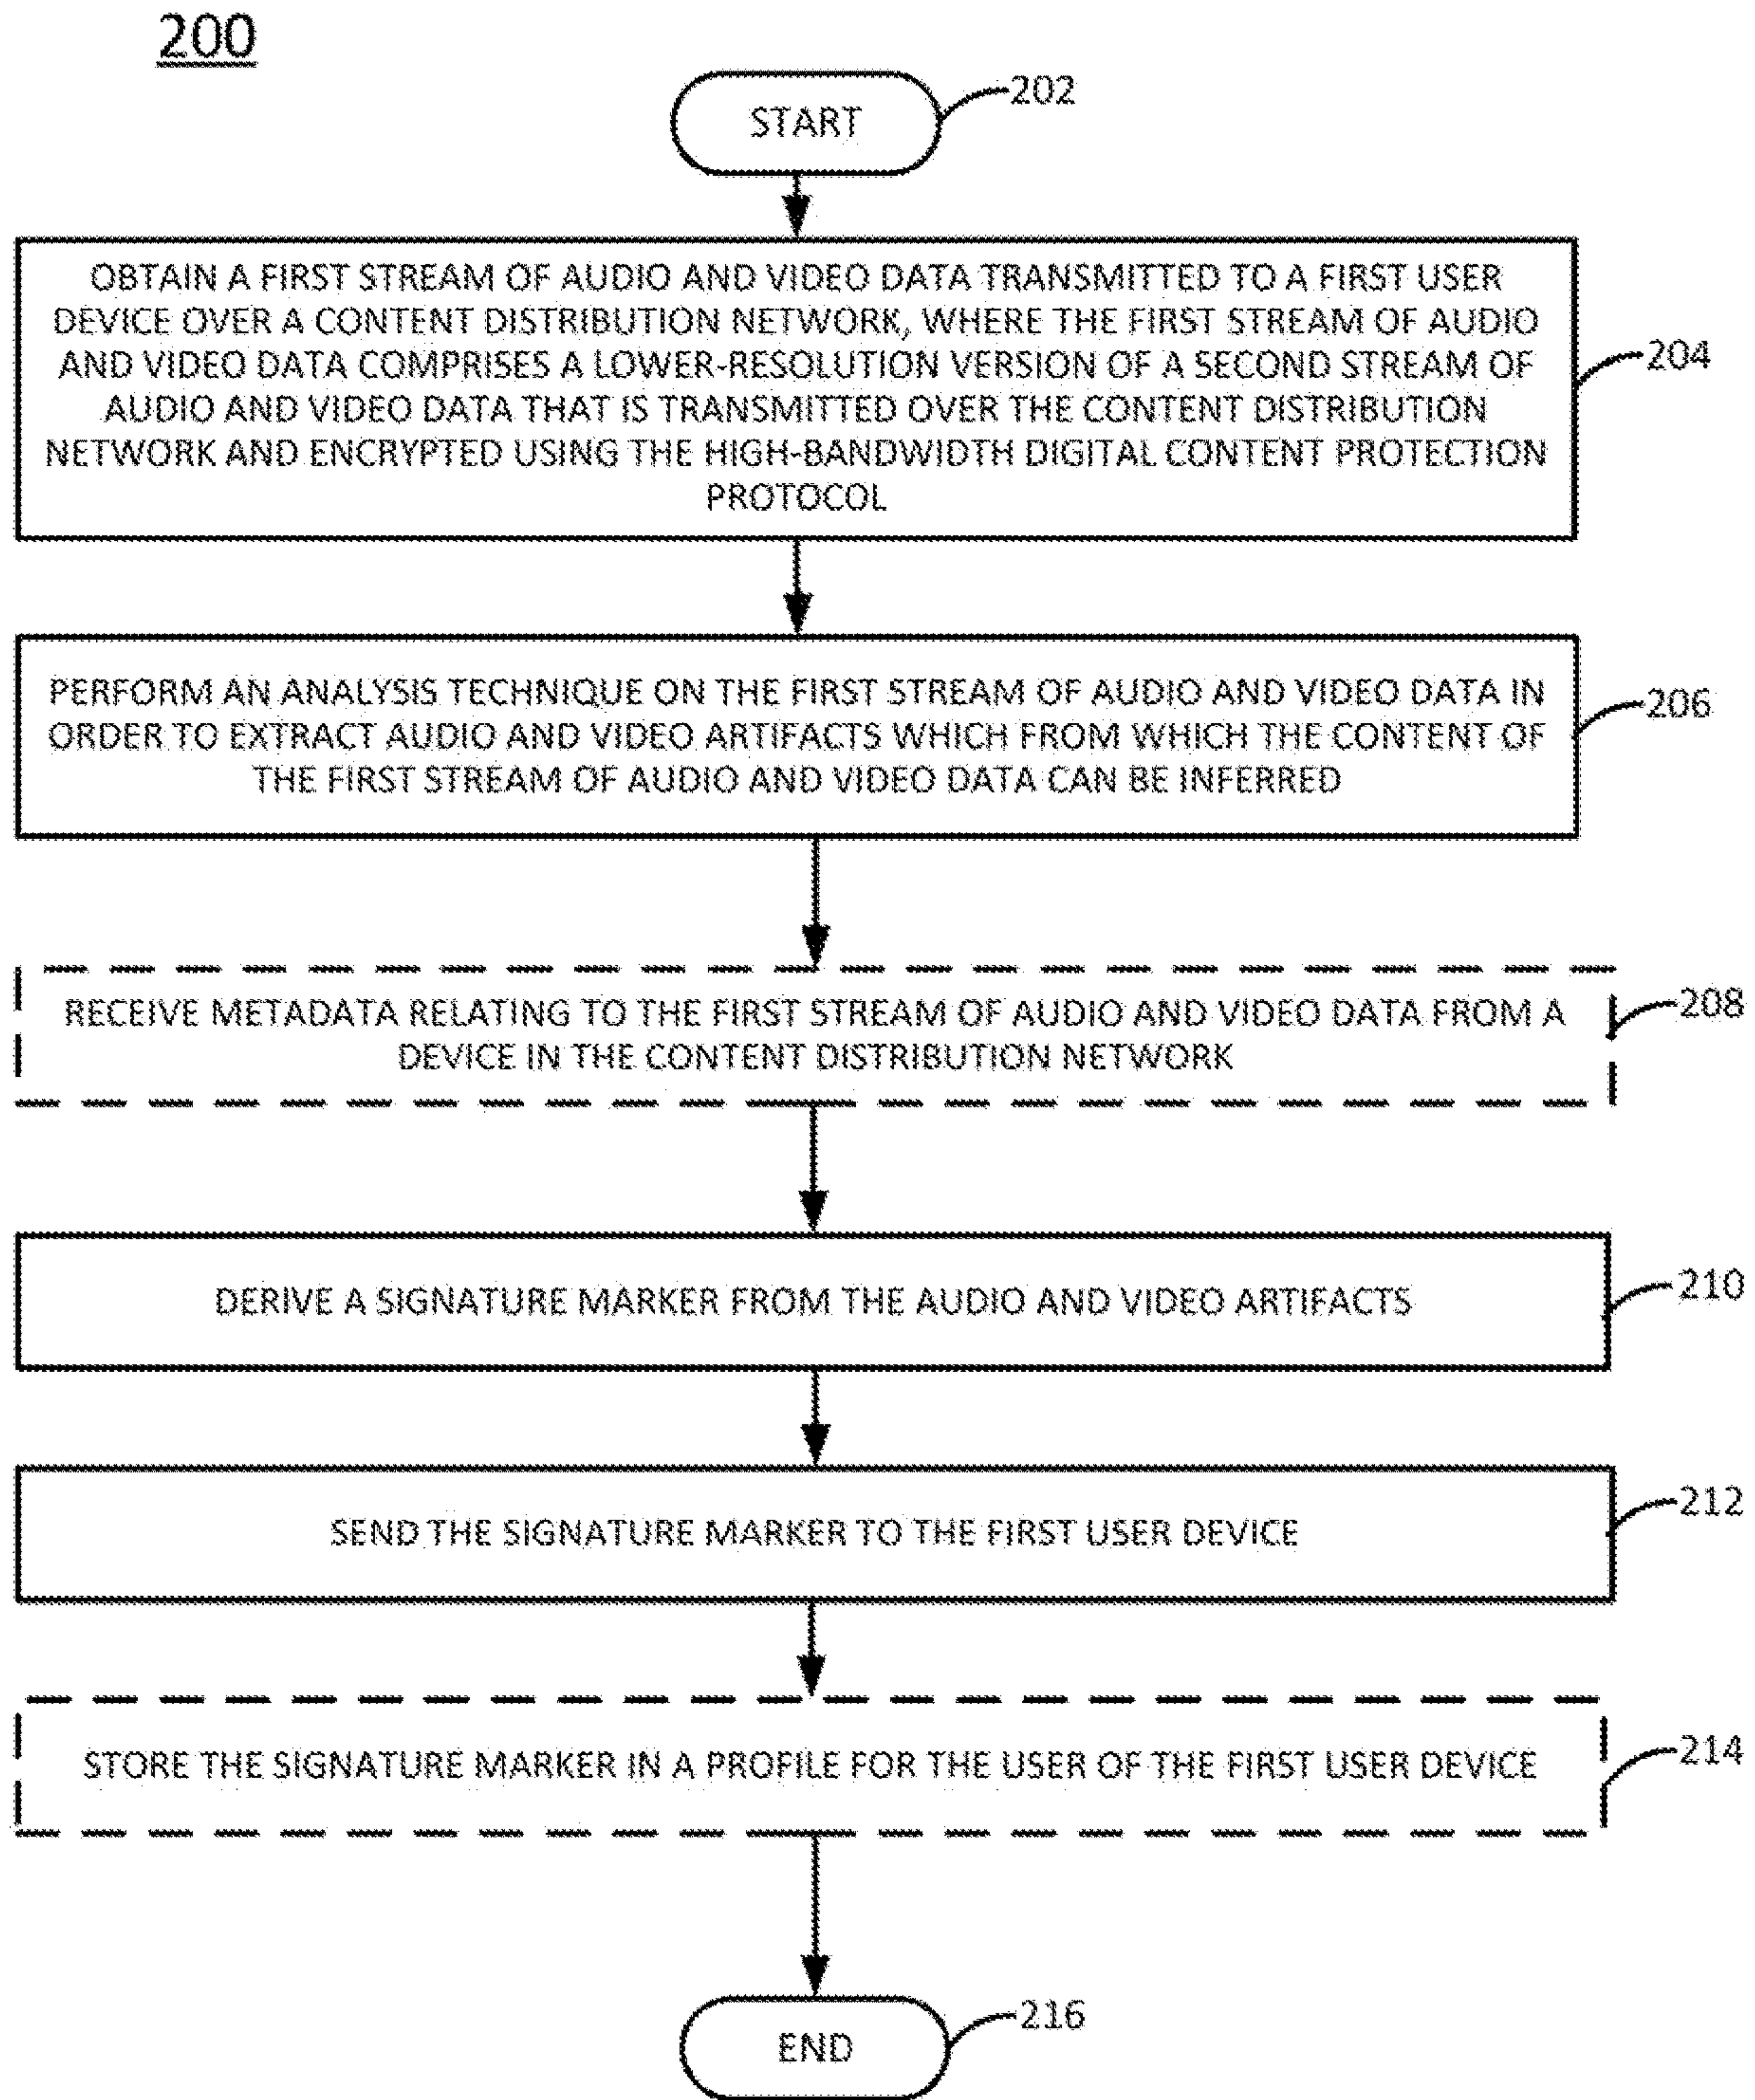 200
START
202
OBTAIN A FIRST STREAM OF AUDIO AND VIDEO DATA TRANSMITTED TO A FIRST USER
DEVICE OVER A CONTENT DISTRIBUTION NETWORK, WHERE THE FIRST STREAM OF AUDIO
AND VIDEO DATA COMPRISES A LOWER-RESOLUTION VERSION OF A SECOND STREAM OF
AUDIO AND VIDEO DATA THAT IS TRANSMITTED OVER THE CONTENT DISTRIBUTION
NETWORK AND ENCRYPTED USING THE HIGH-BANDWIDTH DIGITAL CONTENT PROTECTION
PROTOCOL
204
PERFORM AN ANALYSIS TECHNIQUE ON THE FIRST STREAM OF AUDIO AND VIDEO DATA IN
ORDER TO EXTRACT AUDIO AND VIDEO ARTIFACTS WHICH FROM WHICH THE CONTENT OF
THE FIRST STREAM OF AUDIO AND VIDEO DATA CAN BE INFERRED
206
RECEIVE METADATA RELATING TO THE FIRST STREAM OF AUDIO AND VIDEO DATA FROM A
DEVICE IN THE CONTENT DISTRIBUTION NETWORK
208
DERIVE A SIGNATURE MARKER FROM THE AUDIO AND VIDEO ARTIFACTS
210
SEND THE SIGNATURE MARKER TO THE FIRST USER DEVICE
212
STORE THE SIGNATURE MARKER IN A PROFILE FOR THE USER OF THE FIRST USER DEVICE
214
END
216